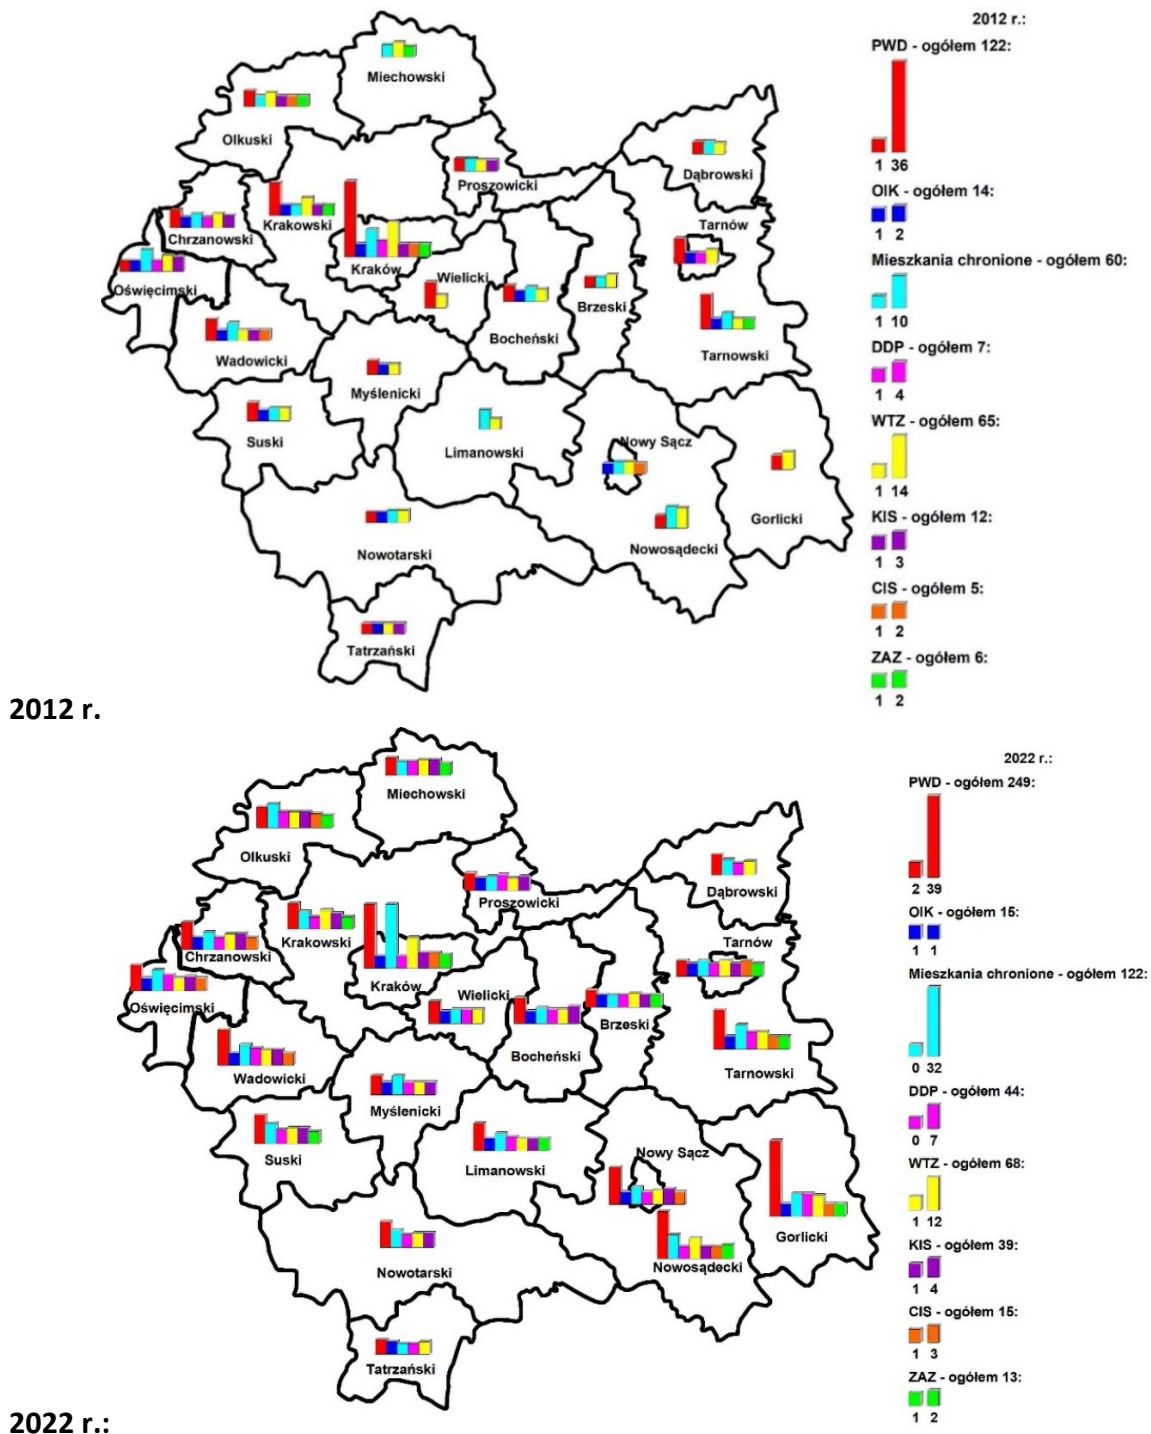 2012 r.:
PWD - ogółem 122:
1 36
OIK - ogółem 14:
1 2
Mieszkania chronione - ogółem 60:
1 10
DDP - ogółem 7:
1 4
WTZ - ogółem 65:
1 14
KIS - ogółem 12:
1 3
CIS - ogółem 5:
1 2
ZAZ - ogółem 6:
1 2
Miechowski
Olkuski
Proszowicki
Dąbrowski
Krakowski
Tarnów
Chrzanowski
Kraków
Wielicki
Oświęcimski
Brzeski
Bocheński
Tarnowski
Wadowicki
Myślenicki
Suski
Limanowski
Nowy Sącz
Gorlicki
Nowosądecki
Nowotarski
Tatrzański
2012 r.
2022 r.:
PWD - ogółem 249:
2 39
OIK - ogółem 15:
1 1
Mieszkania chronione - ogółem 122:
0 32
DDP - ogółem 44:
0 7
WTZ - ogółem 68:
1 12
KIS - ogółem 39:
1 4
CIS - ogółem 15:
1 3
ZAZ - ogółem 13:
1 2
Miechowski
Olkuski
Dąbrowski
Proszowicki
Krakowski
Tarnów
Chrzanowski
Kraków
Wielicki
Oświęcimski
Brzeski
Bocheński
Tarnowski
Wadowicki
Myślenicki
Suski
Limanowski
Nowy Sącz
Gorlicki
Nowosądecki
Nowotarski
Tatrzański
2022 r.: